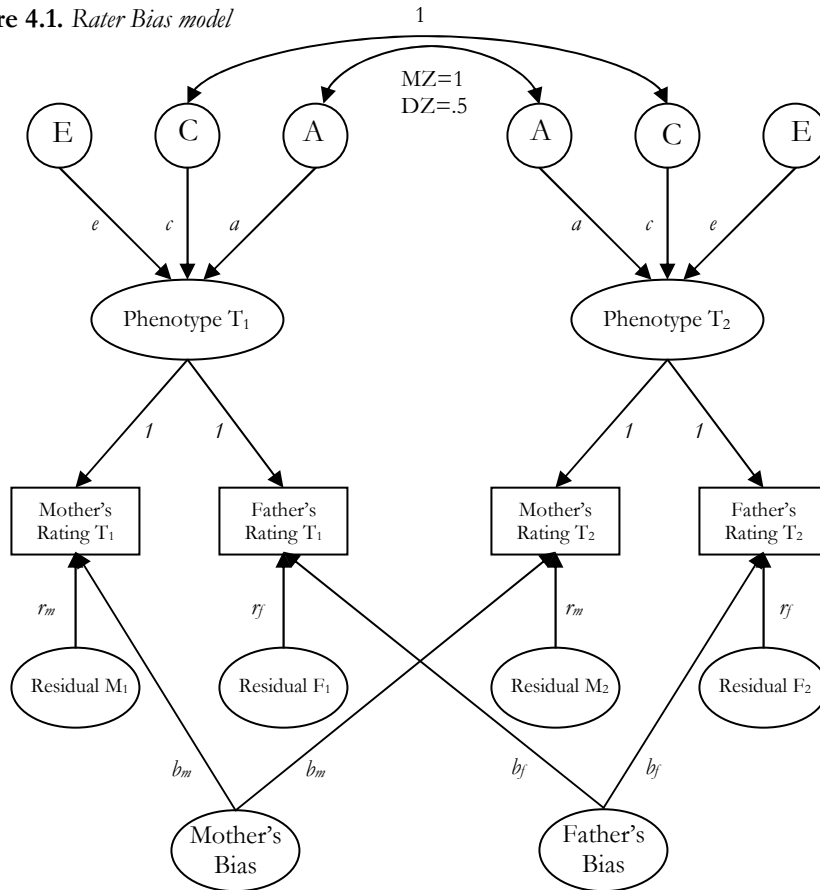 re 4.1. Rater Bias model
1
MZ=1
DZ=.5
E C A A C E
e c a a c e
Phenotype T₁ Phenotype T₂
1 1 1 1
Mother's Father's Mother's Father's
Rating T₁ Rating T₁ Rating T₂ Rating T₂
rm rf rm rf
Residual M₁ Residual F₁ Residual M₂ Residual F₂
bm bm bf bf
Mother's Father's
Bias Bias